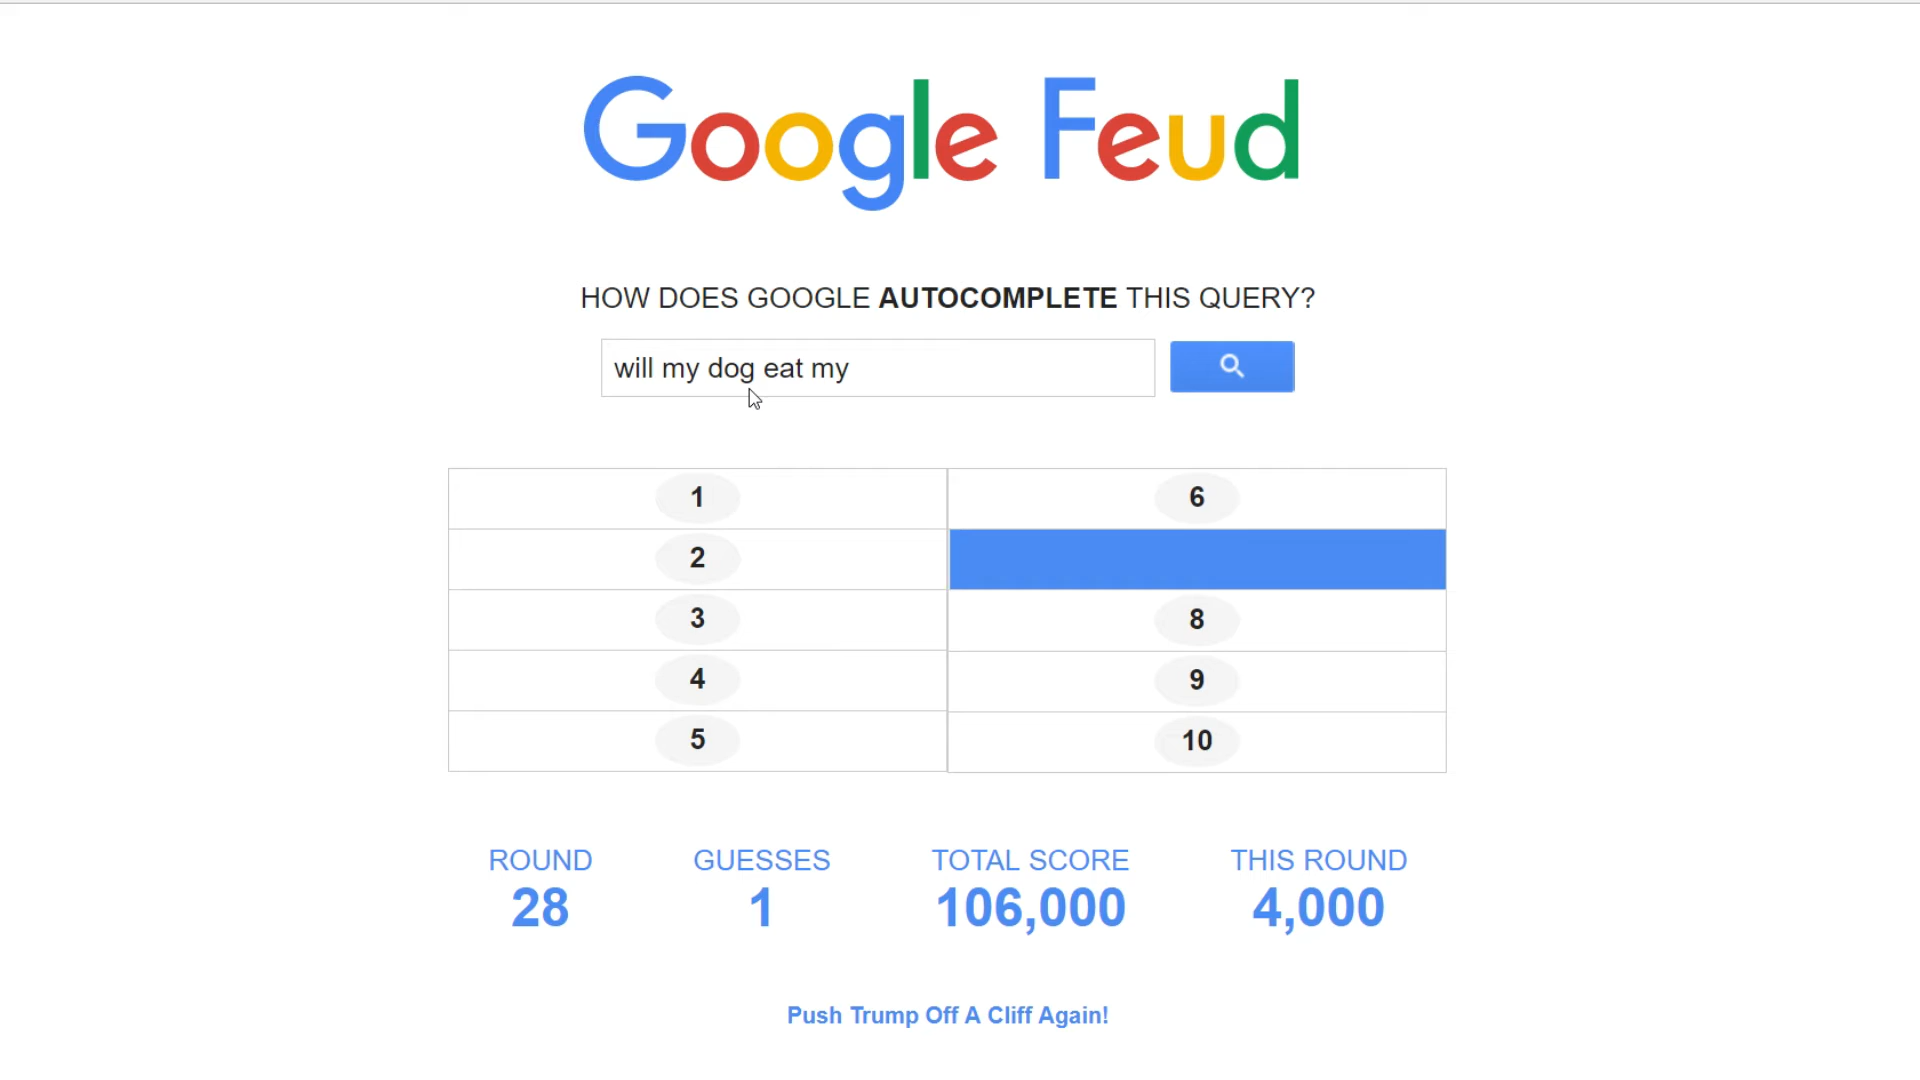 Google Feud
HOW DOES GOOGLE AUTOCOMPLETE THIS QUERY?
will my dog eat my
1
2
3
4
5
6
8
9
10
ROUND
28
GUESSES
1
TOTAL SCORE
106,000
THIS ROUND
4,000
Push Trump Off A Cliff Again!